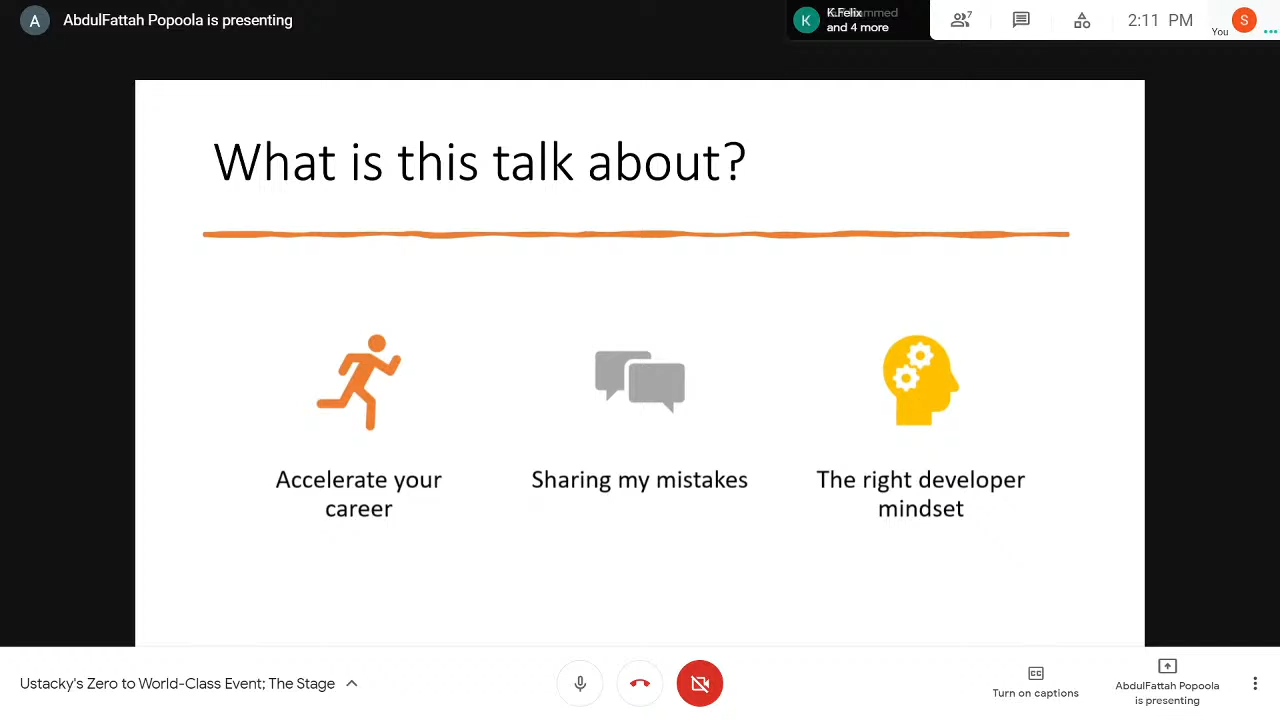 A
AbdulFattah Popoola is presenting
K
K.Felix
and 4 more
7
2:11 PM
You
S
What is this talk about?
Accelerate your
career
Sharing my mistakes
The right developer
mindset
Ustacky's Zero to World-Class Event; The Stage
CC
Turn on captions
AbdulFattah Popoola
is presenting